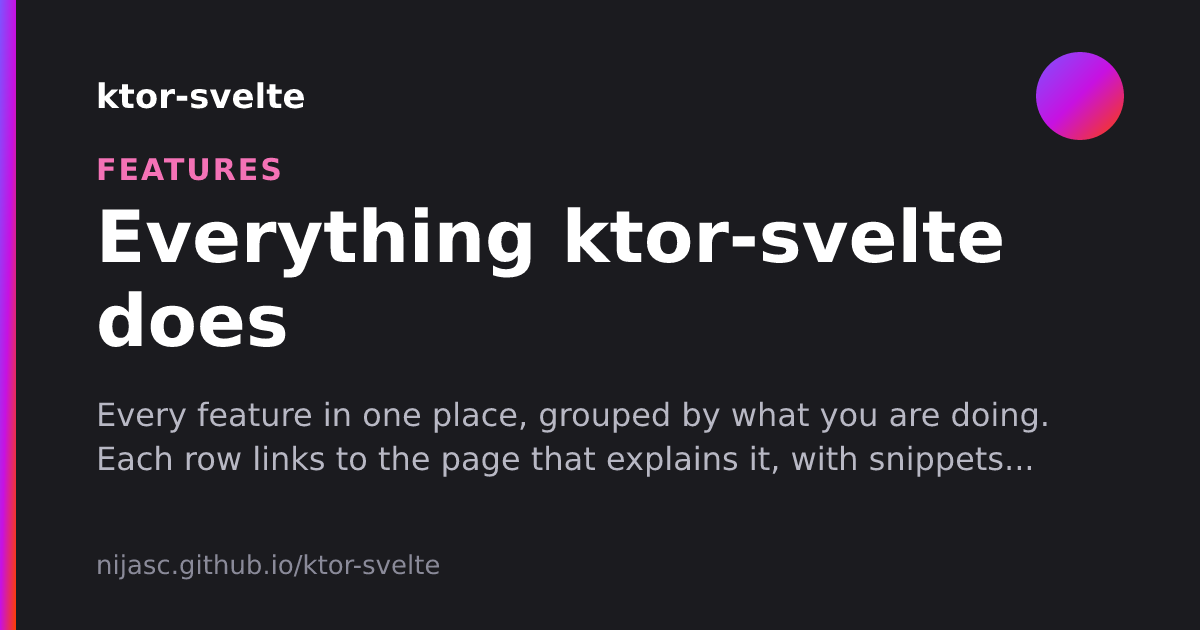 ktor-svelte
FEATURES
Everything ktor-svelte
does
Every feature in one place, grouped by what you are doing.
Each row links to the page that explains it, with snippets...
nijasc.github.io/ktor-svelte